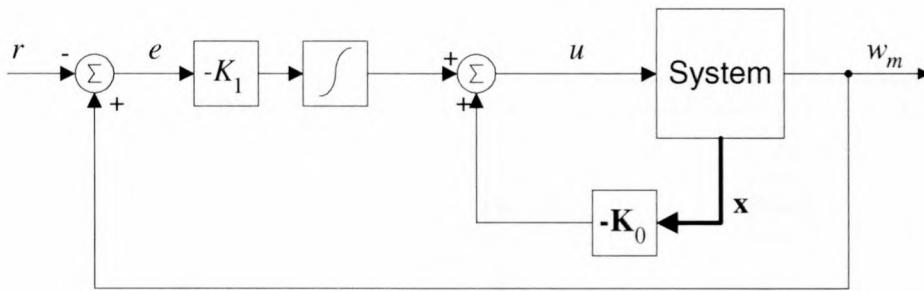 r
-
Σ
+
e
-K1
∫
+
Σ
+
u
System
wm
x
-K0